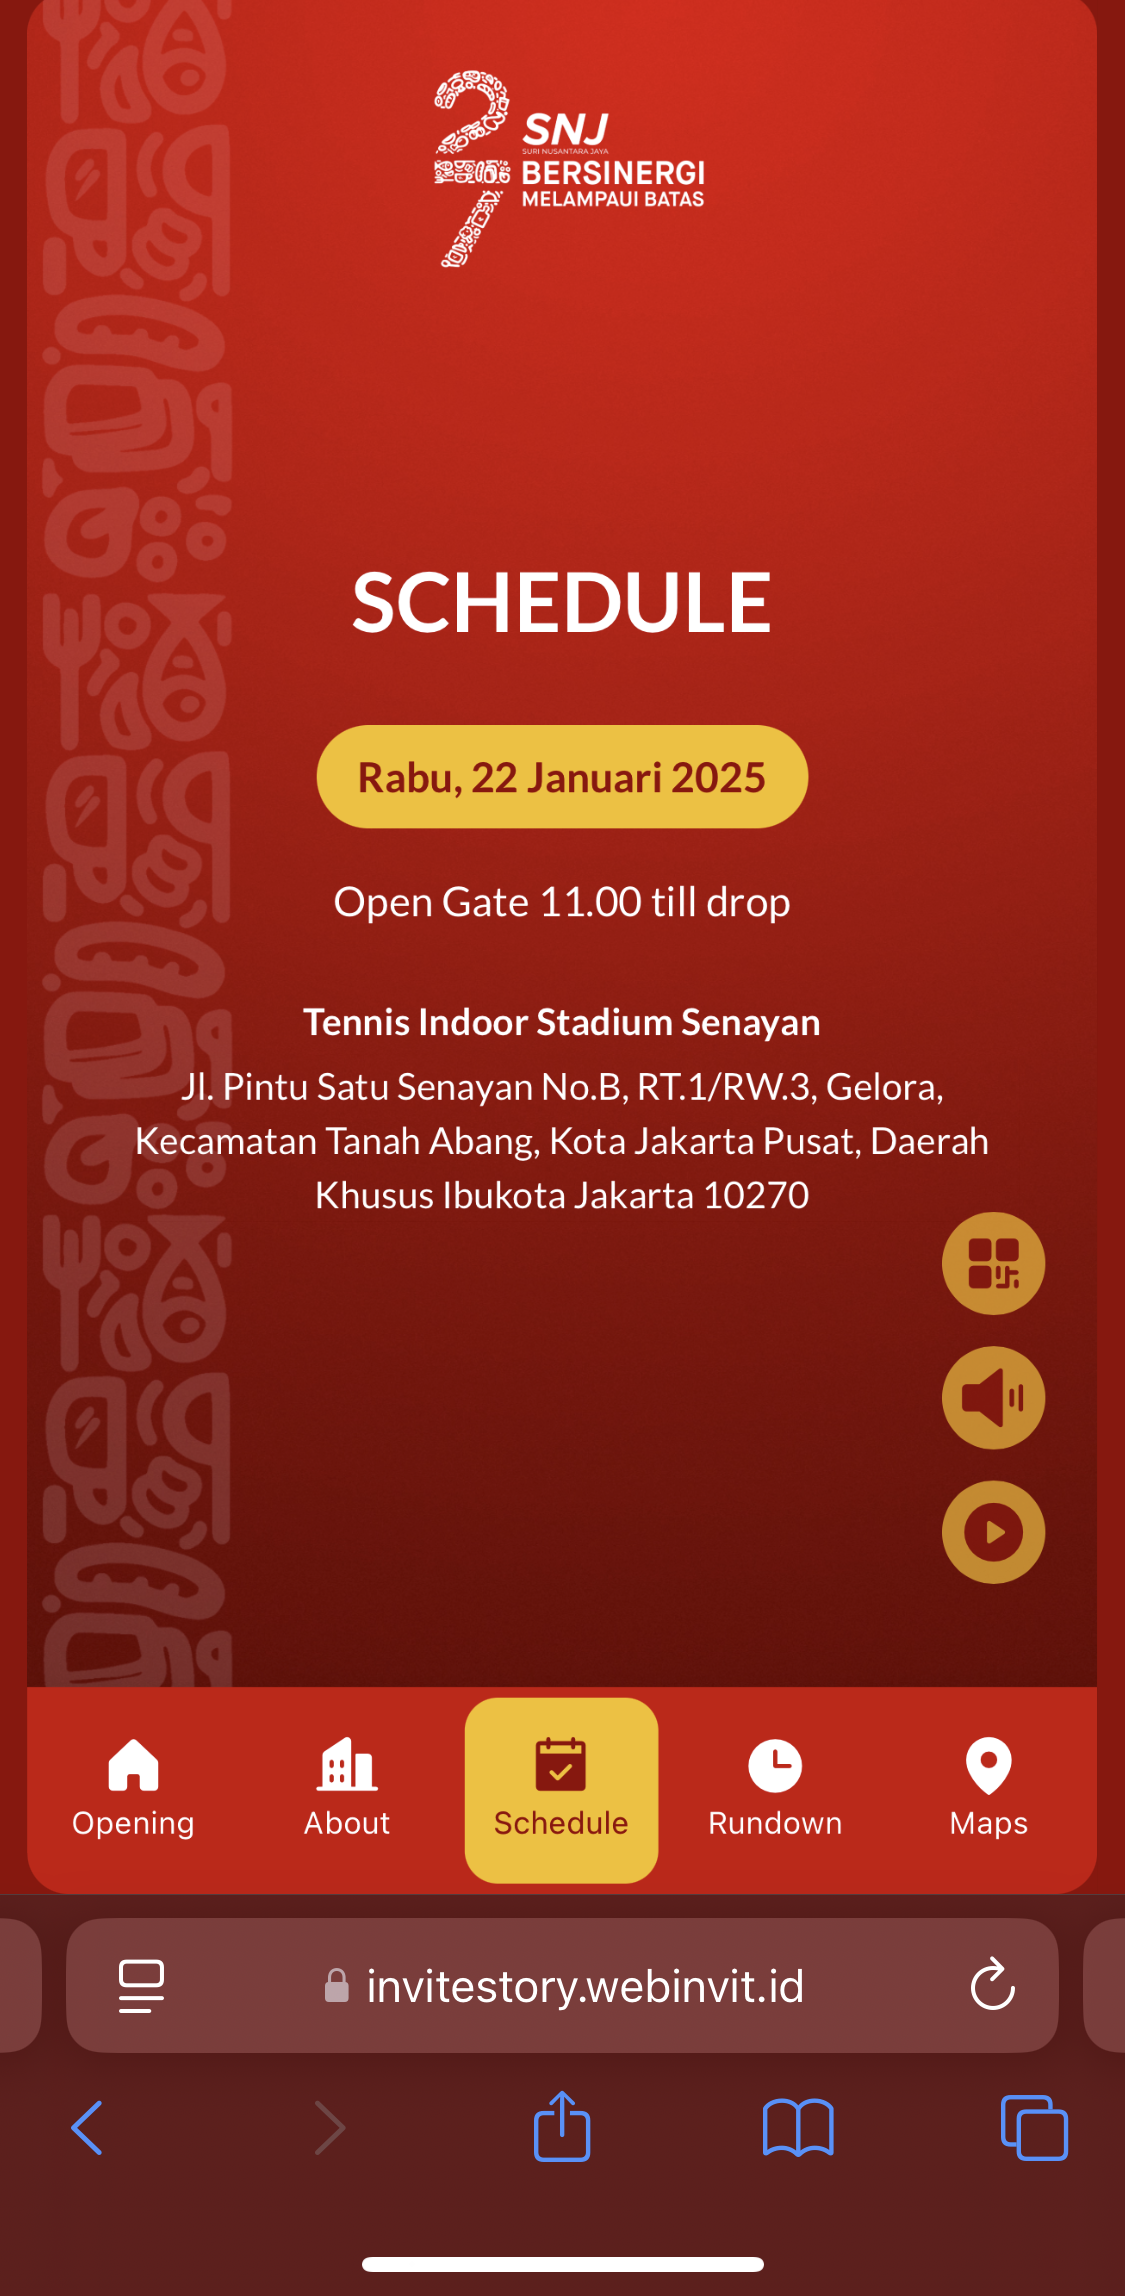 27
SNJ
SURI NUSANTARA JAYA
BERSINERGI
MELAMPAUI BATAS
SCHEDULE
Rabu, 22 Januari 2025
Open Gate 11.00 till drop
Tennis Indoor Stadium Senayan
Jl. Pintu Satu Senayan No.B, RT.1/RW.3, Gelora,
Kecamatan Tanah Abang, Kota Jakarta Pusat, Daerah
Khusus Ibukota Jakarta 10270
Opening
About
Schedule
Rundown
Maps
invitestory.webinvit.id